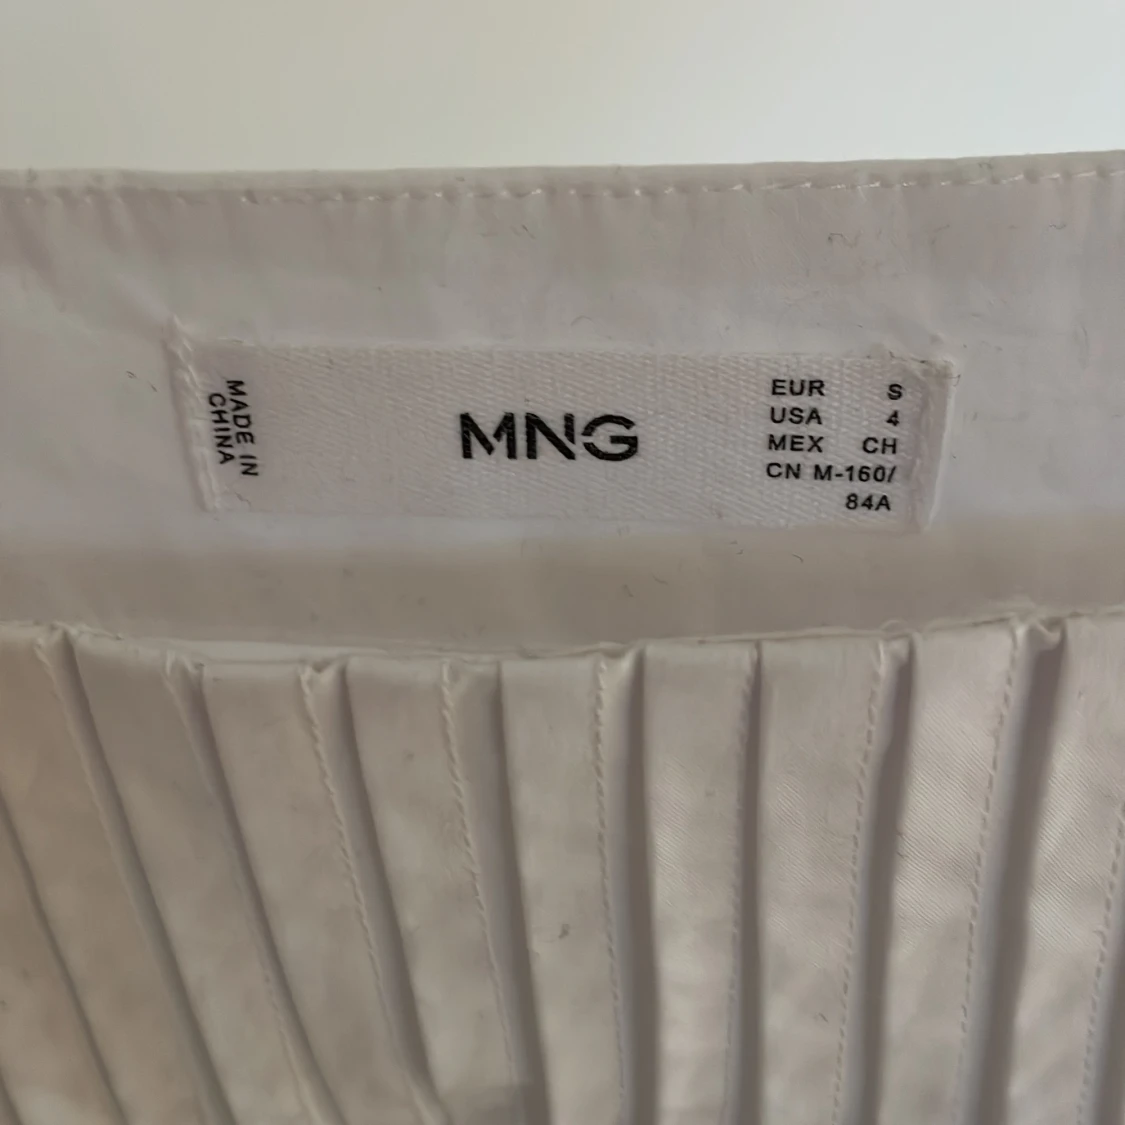 MADE IN
CHINA
MNG
EUR S
USA 4
MEX CH
CN M-160/
84A